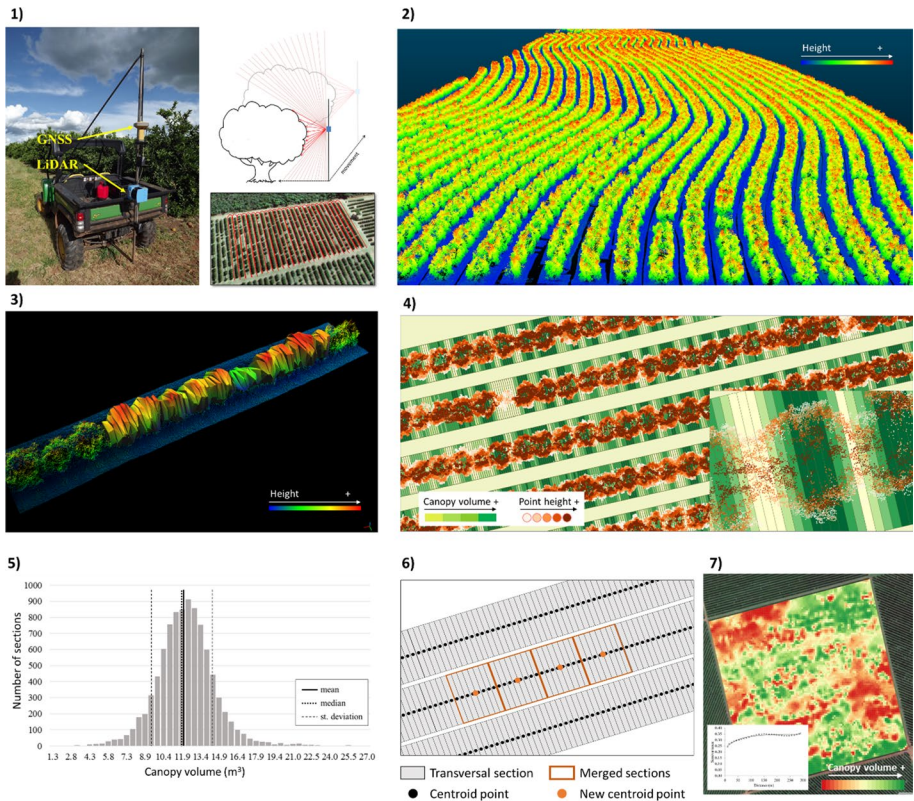 1)
GNSS
LiDAR
movement
2)
Height +
3)
Height +
4)
Canopy volume + Point height +
5)
Number of sections
1000
900
800
700
600
500
400
300
200
100
0
mean
median
st. deviation
1.3 2.8 4.3 5.8 7.3 8.9 10.4 11.9 13.4 14.9 16.4 17.9 19.4 21.0 22.5 24.0 25.5 27.0
Canopy volume (m³)
6)
Transversal section Merged sections
Centroid point New centroid point
7)
Canopy volume +